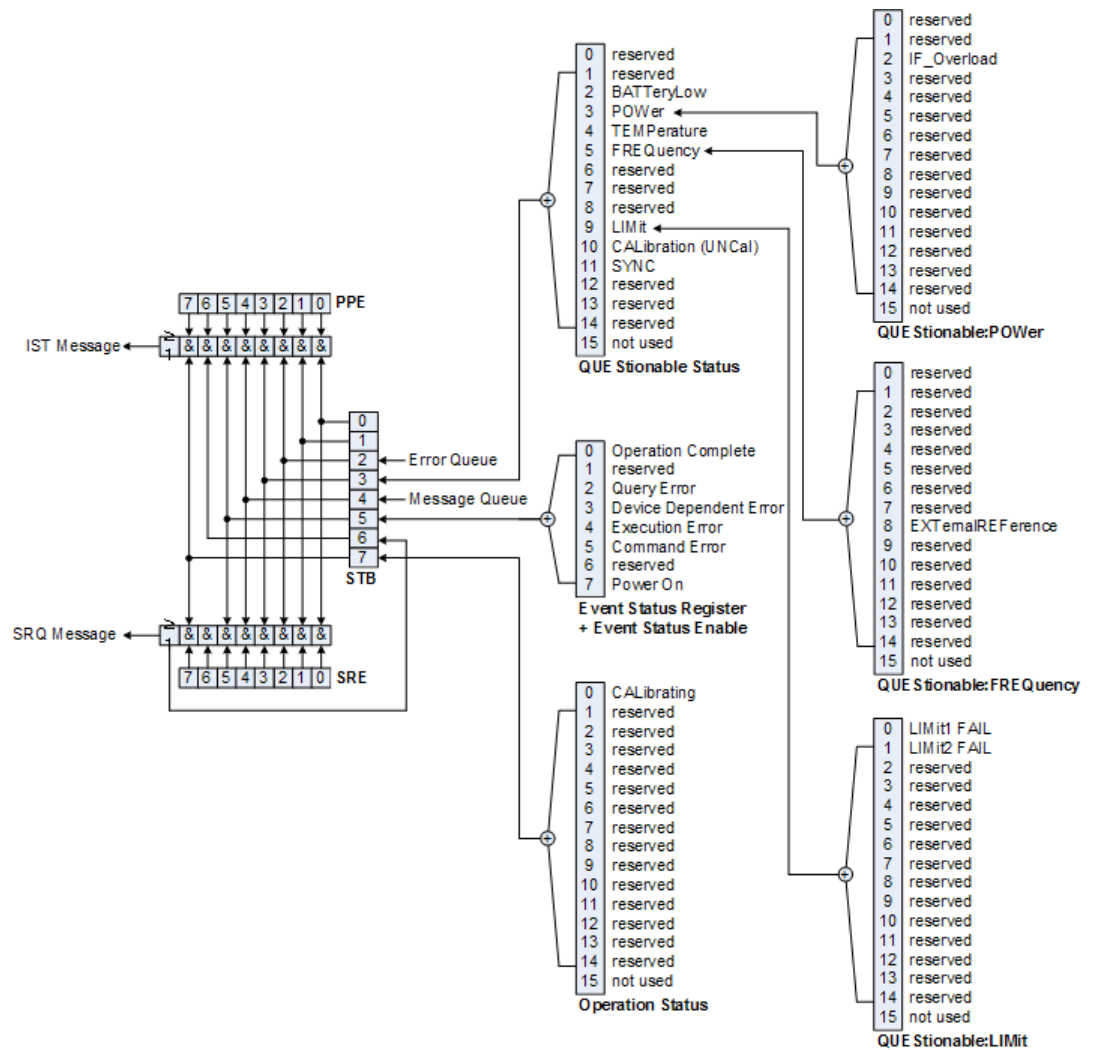 7 6 5 4 3 2 1 0 PPE
IST Message
& & & & & & & &
0
1
2 Error Queue
3
4 Message Queue
5
6
7
STB
SRQ Message
& & & & & & & &
7 6 5 4 3 2 1 0 SRE
0 reserved
1 reserved
2 BATTeryLow
3 POWer
4 TEMPerature
5 FREQuency
6 reserved
7 reserved
8 reserved
9 LIMit
10 CALibration (UNCal)
11 SYNC
12 reserved
13 reserved
14 reserved
15 not used
QUEStionable Status
+
0 Operation Complete
1 reserved
2 Query Error
3 Device Dependent Error
4 Execution Error
5 Command Error
6 reserved
7 Power On
Event Status Register
+ Event Status Enable
+
0 CALibrating
1 reserved
2 reserved
3 reserved
4 reserved
5 reserved
6 reserved
7 reserved
8 reserved
9 reserved
10 reserved
11 reserved
12 reserved
13 reserved
14 reserved
15 not used
Operation Status
+
0 reserved
1 reserved
2 IF_Overload
3 reserved
4 reserved
5 reserved
6 reserved
7 reserved
8 reserved
9 reserved
10 reserved
11 reserved
12 reserved
13 reserved
14 reserved
15 not used
QUEStionable:POWer
+
0 reserved
1 reserved
2 reserved
3 reserved
4 reserved
5 reserved
6 reserved
7 reserved
8 EXTernalREFerence
9 reserved
10 reserved
11 reserved
12 reserved
13 reserved
14 reserved
15 not used
QUEStionable:FREQuency
+
0 LIMit1 FAIL
1 LIMit2 FAIL
2 reserved
3 reserved
4 reserved
5 reserved
6 reserved
7 reserved
8 reserved
9 reserved
10 reserved
11 reserved
12 reserved
13 reserved
14 reserved
15 not used
QUEStionable:LIMit
+